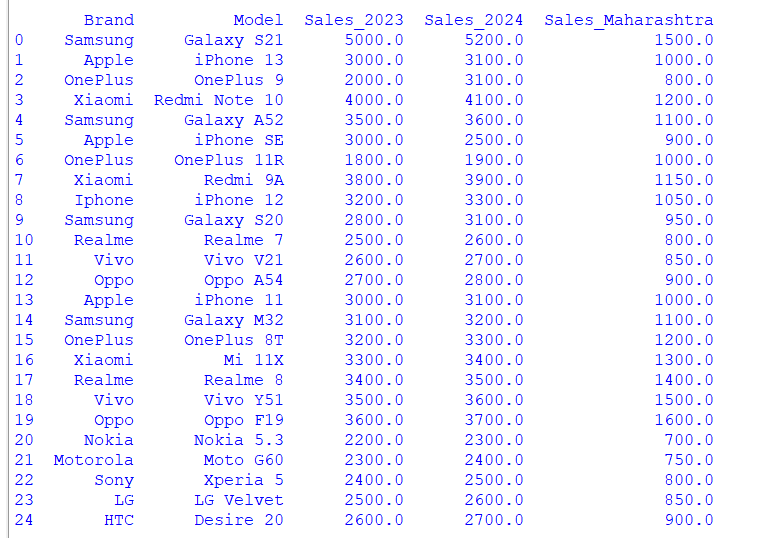 Brand Model Sales_2023 Sales_2024 Sales_Maharashtra
0 Samsung Galaxy S21 5000.0 5200.0 1500.0
1 Apple iPhone 13 3000.0 3100.0 1000.0
2 OnePlus OnePlus 9 2000.0 3100.0 800.0
3 Xiaomi Redmi Note 10 4000.0 4100.0 1200.0
4 Samsung Galaxy A52 3500.0 3600.0 1100.0
5 Apple iPhone SE 3000.0 2500.0 900.0
6 OnePlus OnePlus 11R 1800.0 1900.0 1000.0
7 Xiaomi Redmi 9A 3800.0 3900.0 1150.0
8 Iphone iPhone 12 3200.0 3300.0 1050.0
9 Samsung Galaxy S20 2800.0 3100.0 950.0
10 Realme Realme 7 2500.0 2600.0 800.0
11 Vivo Vivo V21 2600.0 2700.0 850.0
12 Oppo Oppo A54 2700.0 2800.0 900.0
13 Apple iPhone 11 3000.0 3100.0 1000.0
14 Samsung Galaxy M32 3100.0 3200.0 1100.0
15 OnePlus OnePlus 8T 3200.0 3300.0 1200.0
16 Xiaomi Mi 11X 3300.0 3400.0 1300.0
17 Realme Realme 8 3400.0 3500.0 1400.0
18 Vivo Vivo Y51 3500.0 3600.0 1500.0
19 Oppo Oppo F19 3600.0 3700.0 1600.0
20 Nokia Nokia 5.3 2200.0 2300.0 700.0
21 Motorola Moto G60 2300.0 2400.0 750.0
22 Sony Xperia 5 2400.0 2500.0 800.0
23 LG LG Velvet 2500.0 2600.0 850.0
24 HTC Desire 20 2600.0 2700.0 900.0